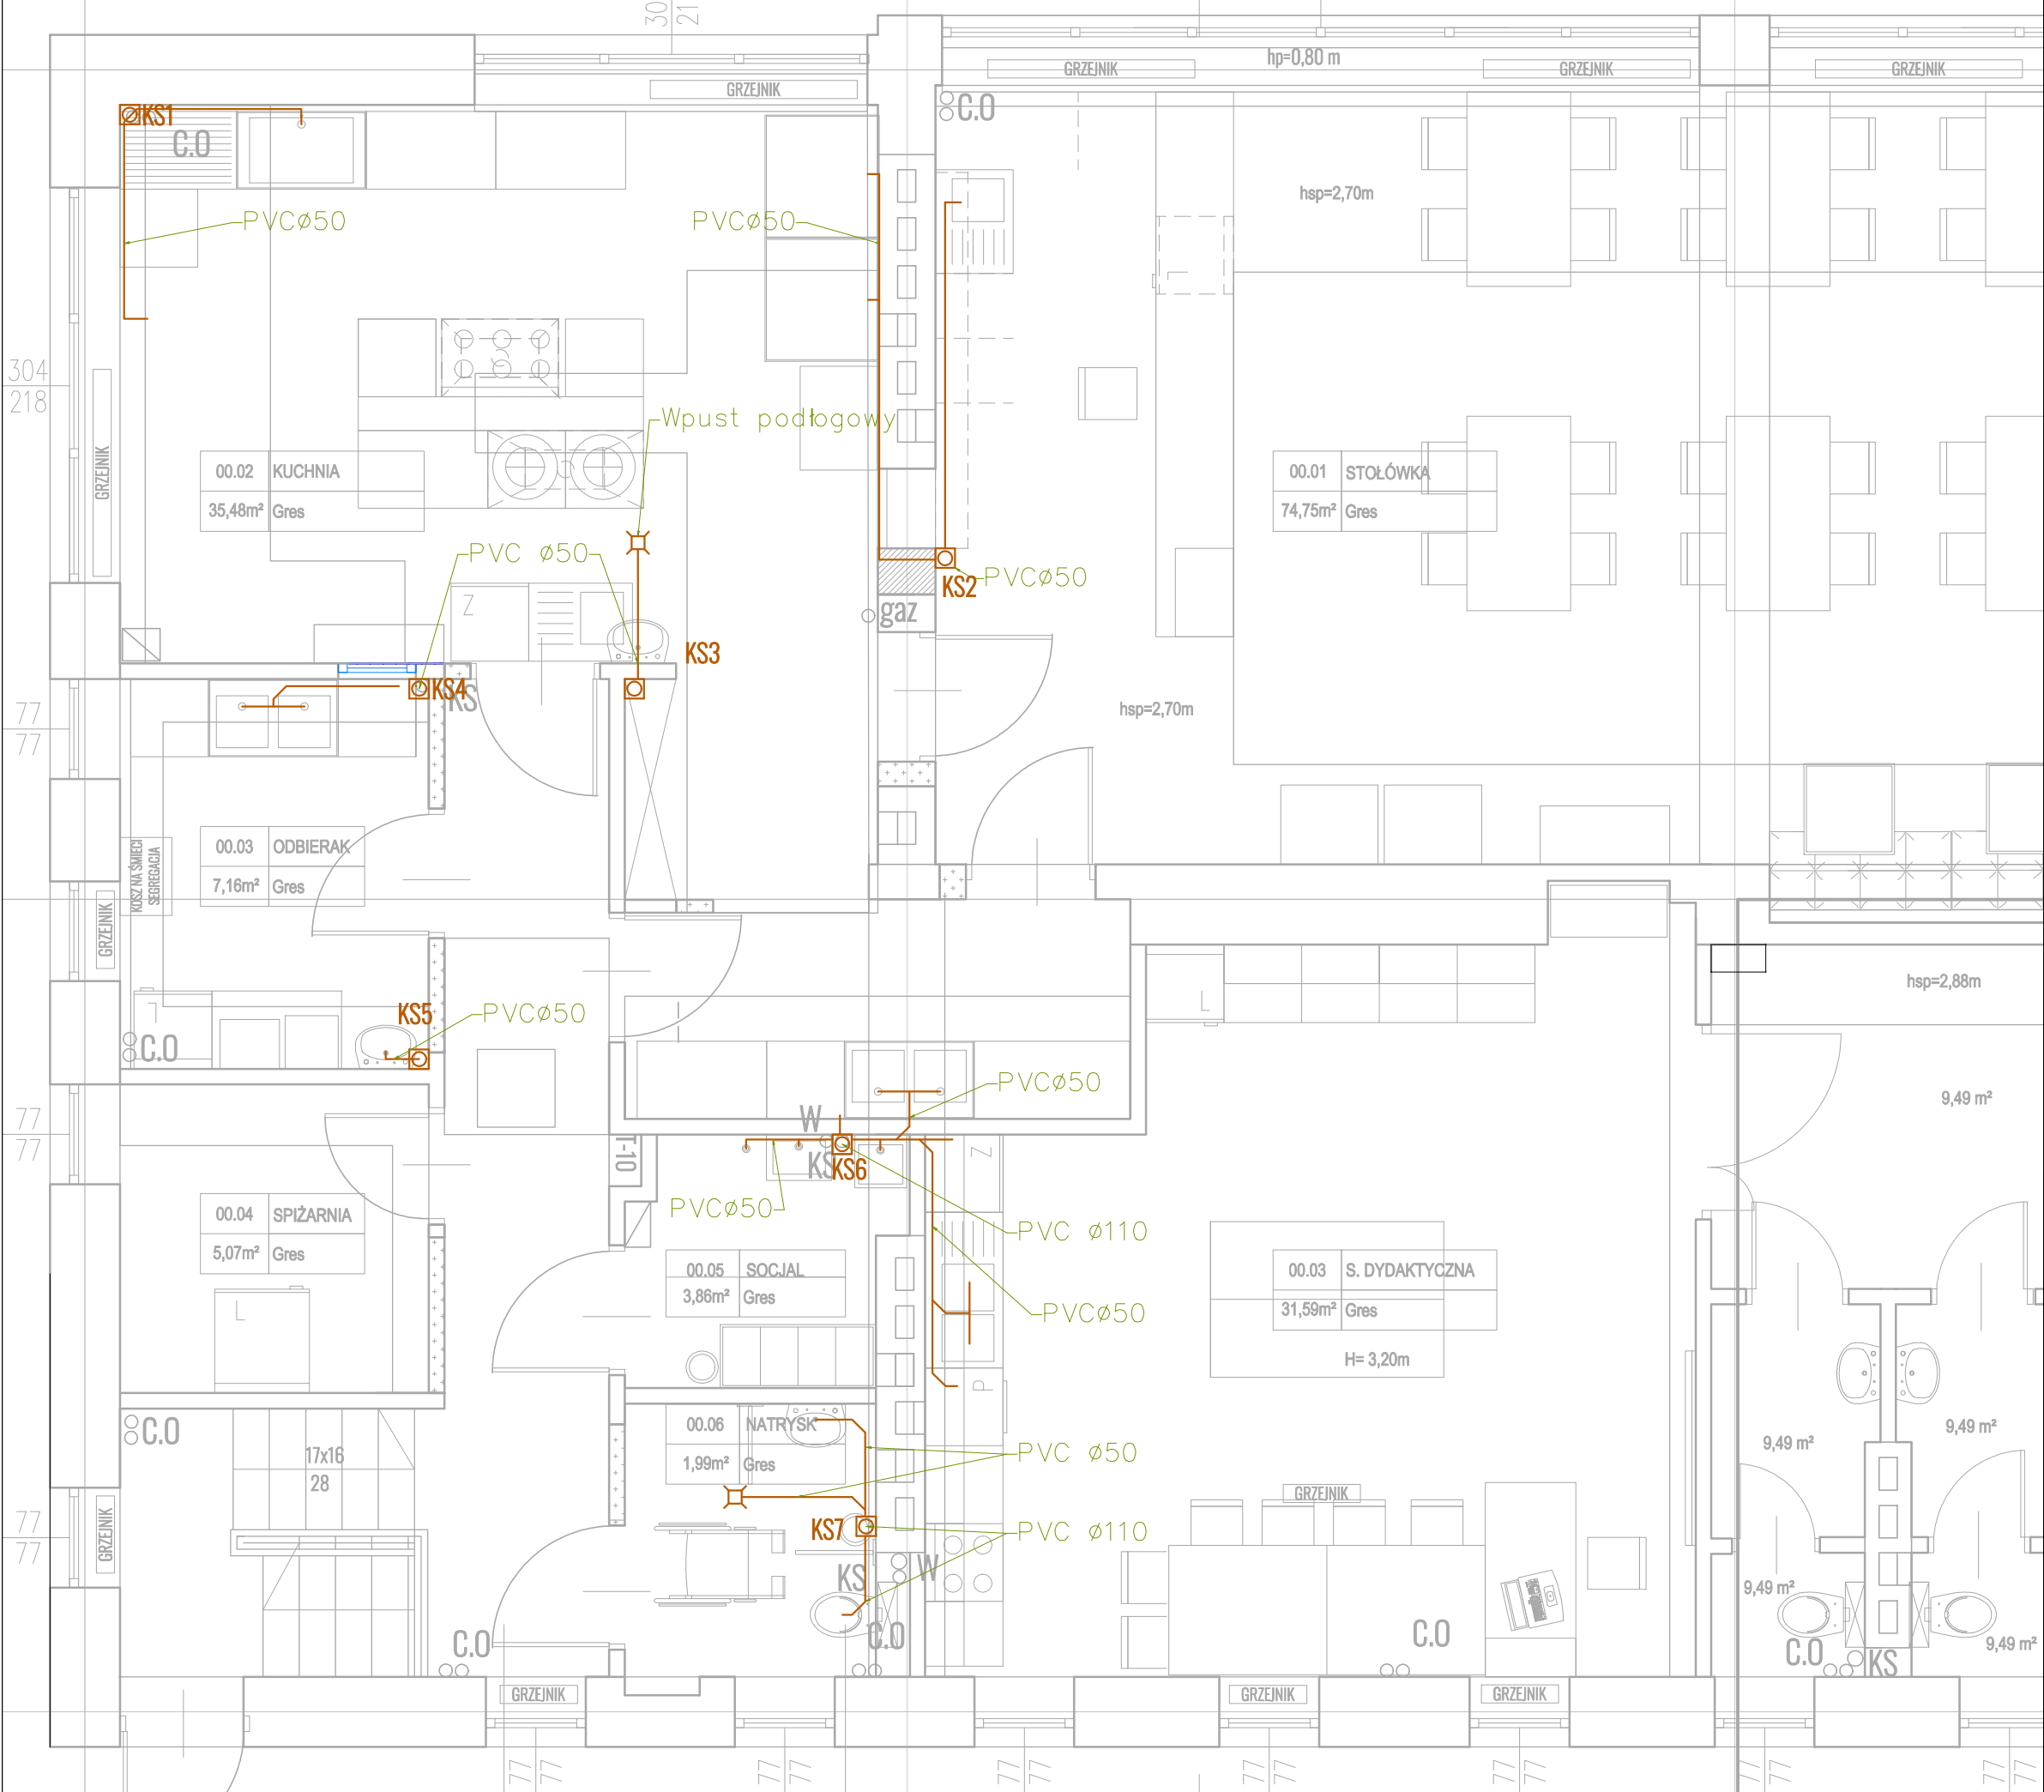 30
21
hp=0,80 m
GRZEJNIK
GRZEJNIK
GRZEJNIK
GRZEJNIK
KS1
C.O
C.O
hsp=2,70m
PVCø50
PVCø50
304
218
Wpust podłogowy
GRZEJNIK
00.02 KUCHNIA
35,48m² Gres
00.01 STOŁÓWKA
74,75m² Gres
PVC ø50
PVCø50
KS2
Z
gaz
KS3
KS4
KS
hsp=2,70m
77
77
00.03 ODBIERAK
7,16m² Gres
KOSZ NA ŚMIECI
SEGREGACJA
GRZEJNIK
hsp=2,88m
L
KS5
PVCø50
C.O
L
PVCø50
9,49 m²
77
77
W
T-10
KS
KS6
Z
PVCø50
00.04 SPIŻARNIA
5,07m² Gres
PVC ø110
00.05 SOCJAL
3,86m² Gres
00.03 S. DYDAKTYCZNA
31,59m² Gres
H= 3,20m
L
PVCø50
P
C.O
00.06 NATRYSK
1,99m² Gres
17x16
28
PVC ø50
9,49 m²
9,49 m²
GRZEJNIK
77
77
GRZEJNIK
KS7
PVC ø110
KS
W
9,49 m²
C.O
C.O
C.O
C.O
KS
9,49 m²
GRZEJNIK
GRZEJNIK
GRZEJNIK
77
77
77
77
77
77
77
77
77
77
77
77
77
77